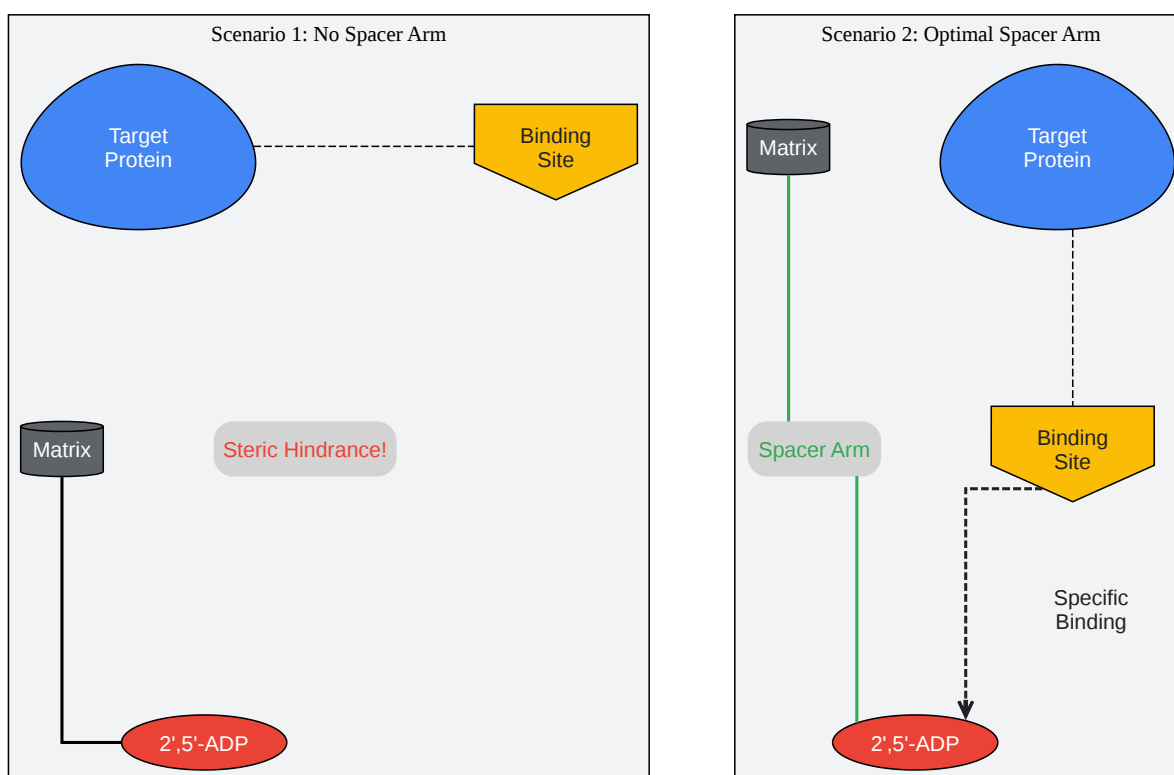 Scenario 1: No Spacer Arm
Target
Protein
Binding
Site
Matrix
Steric Hindrance!
2',5'-ADP
Scenario 2: Optimal Spacer Arm
Matrix
Target
Protein
Spacer Arm
Binding
Site
Specific
Binding
2',5'-ADP